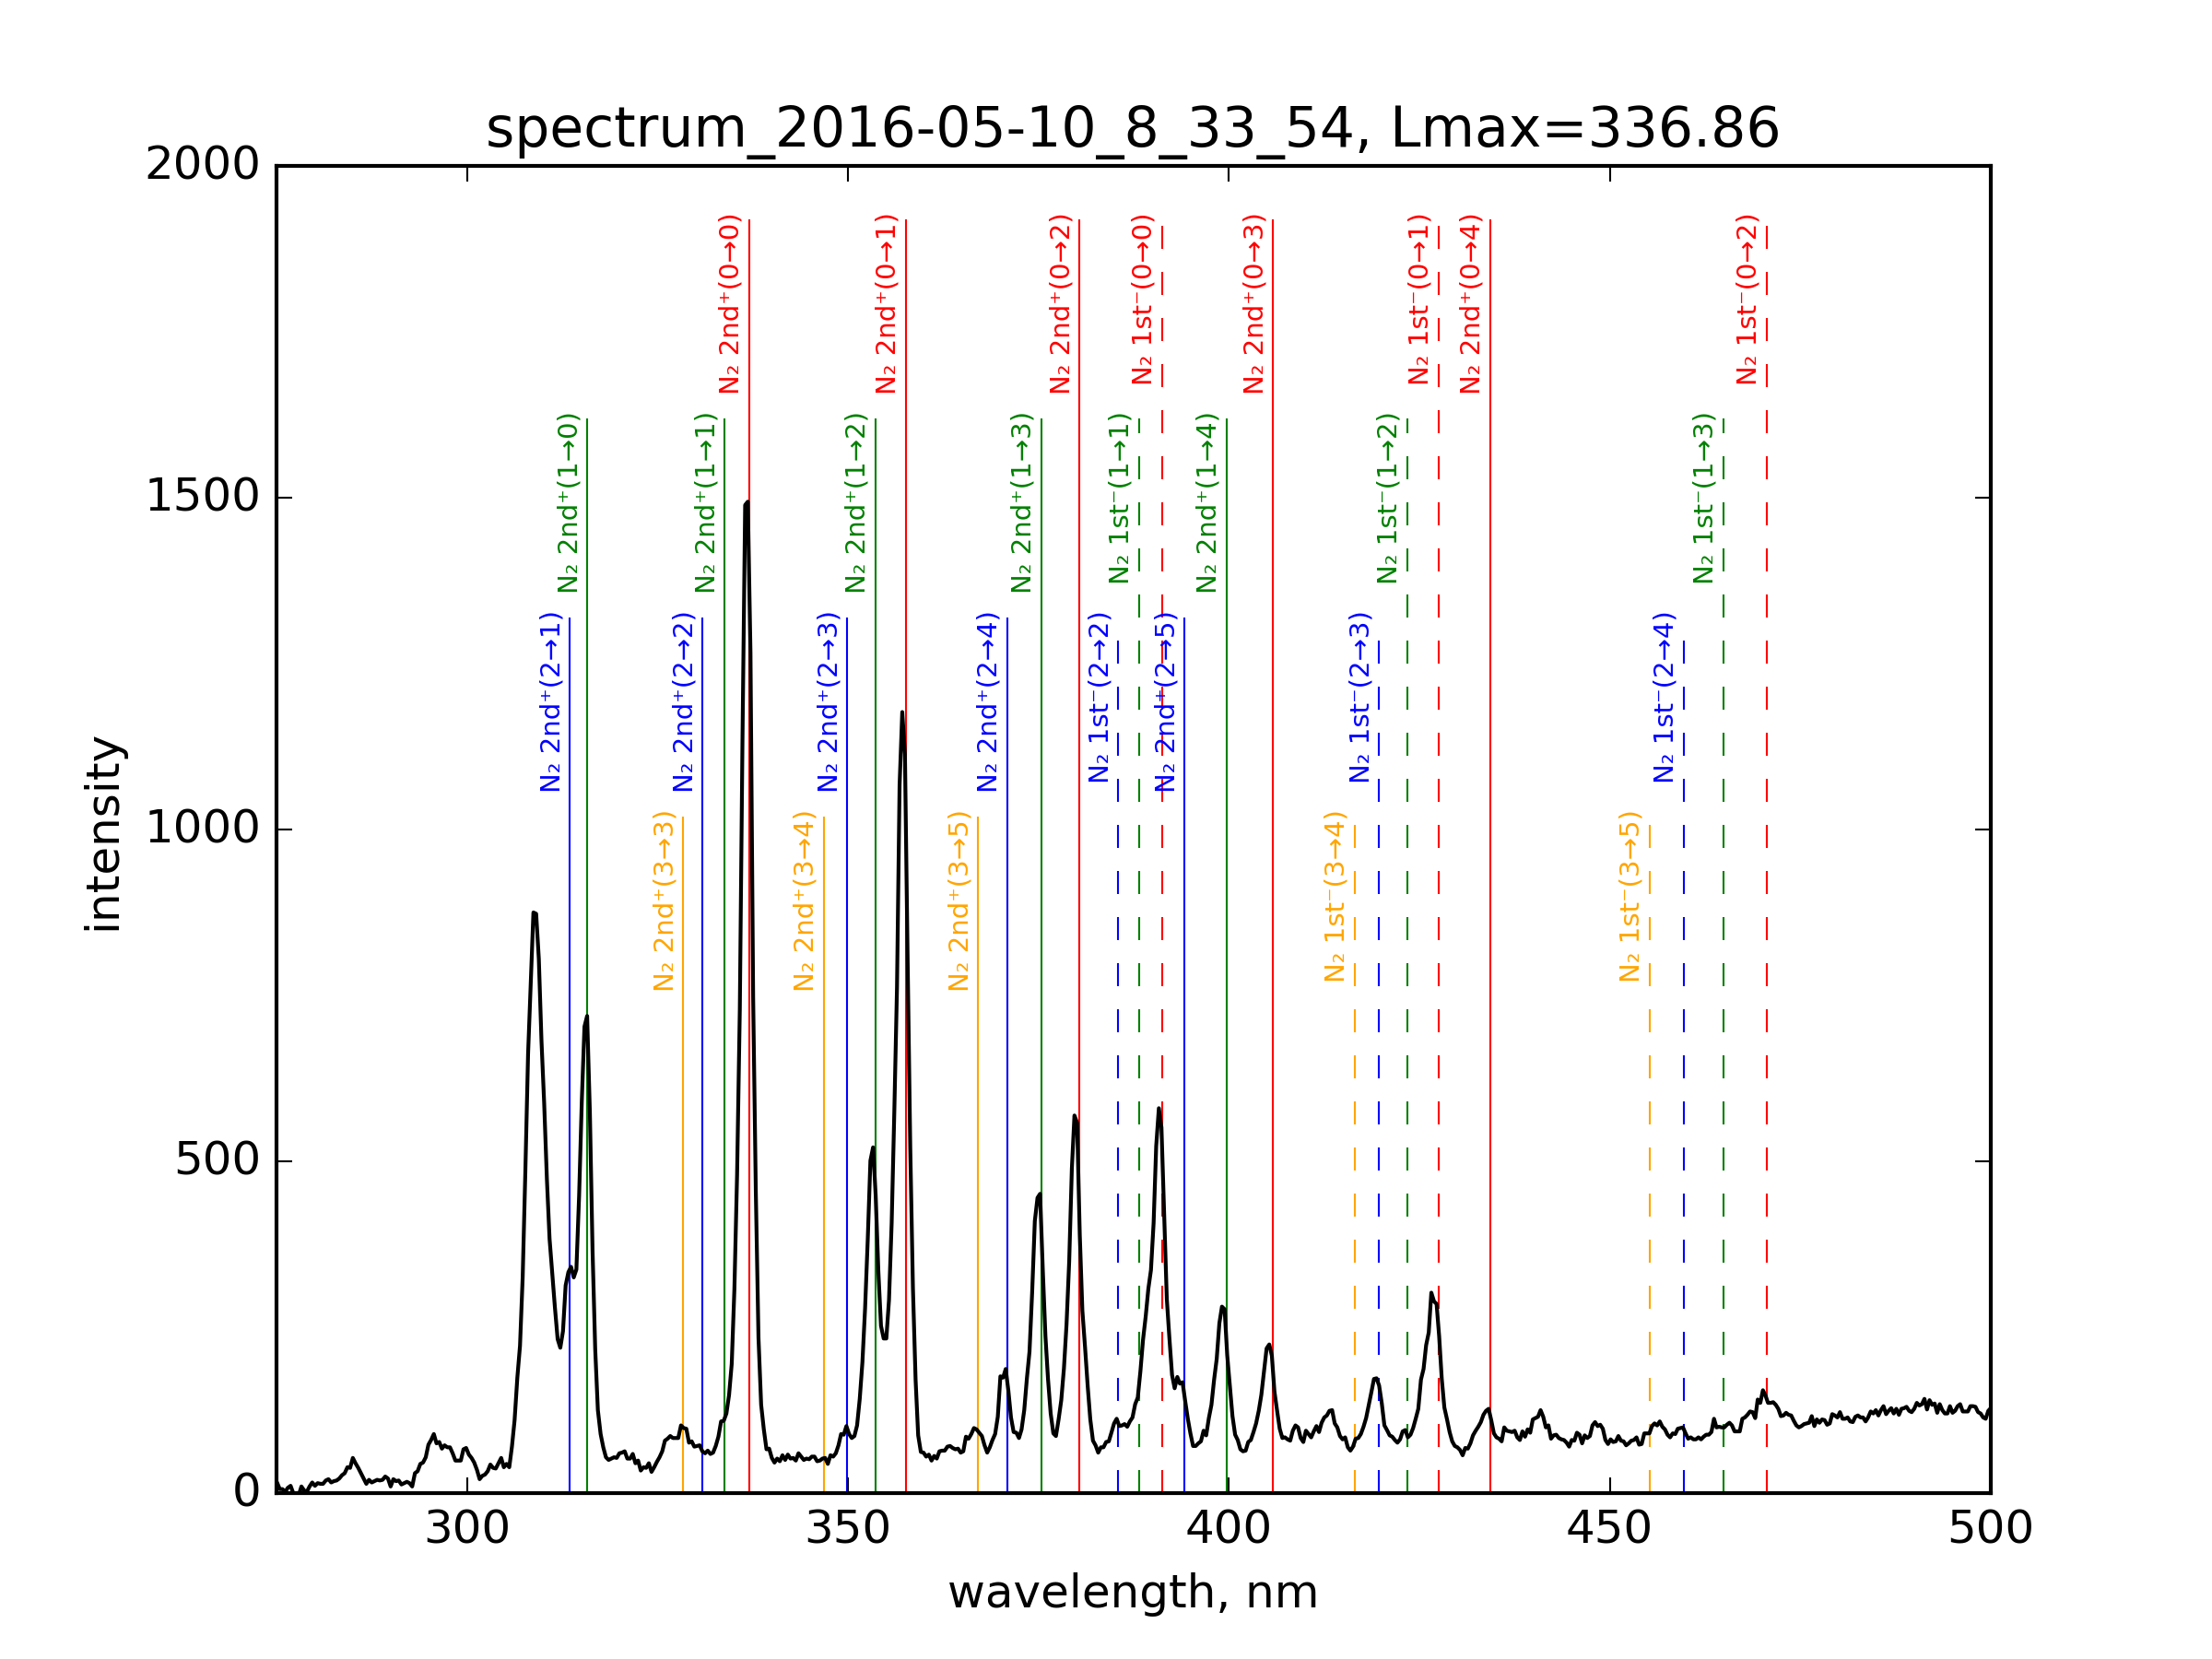 spectrum_2016-05-10_8_33_54, Lmax=336.86
2000
1500
1000
500
0
intensity
N₂ 2nd⁺(0→0)
N₂ 2nd⁺(0→1)
N₂ 2nd⁺(0→2)
N₂ 1st⁻(0→0)
N₂ 2nd⁺(0→3)
N₂ 1st⁻(0→1)
N₂ 2nd⁺(0→4)
N₂ 1st⁻(0→2)
N₂ 2nd⁺(1→0)
N₂ 2nd⁺(1→1)
N₂ 2nd⁺(1→2)
N₂ 2nd⁺(1→3)
N₂ 1st⁻(1→1)
N₂ 2nd⁺(1→4)
N₂ 1st⁻(1→2)
N₂ 1st⁻(1→3)
N₂ 2nd⁺(2→1)
N₂ 2nd⁺(2→2)
N₂ 2nd⁺(2→3)
N₂ 2nd⁺(2→4)
N₂ 1st⁻(2→2)
N₂ 2nd⁺(2→5)
N₂ 1st⁻(2→3)
N₂ 1st⁻(2→4)
N₂ 2nd⁺(3→3)
N₂ 2nd⁺(3→4)
N₂ 2nd⁺(3→5)
N₂ 1st⁻(3→4)
N₂ 1st⁻(3→5)
300
350
400
450
500
wavelength, nm